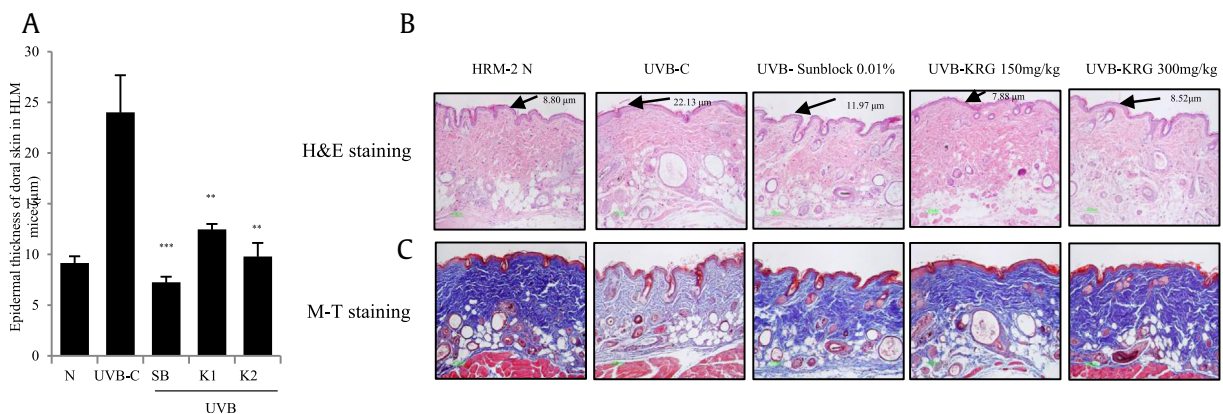 A
Epidermal thickness of doral skin in HLM
mice(μm)
30
25
20
15
10
5
0
***
**
**
N
UVB-C
SB
K1
K2
UVB
B
HRM-2 N
UVB-C
UVB- Sunblock 0.01%
UVB-KRG 150mg/kg
UVB-KRG 300mg/kg
H&E staining
8.80 μm
22.13 μm
11.97 μm
7.88 μm
8.52μm
C
M-T staining